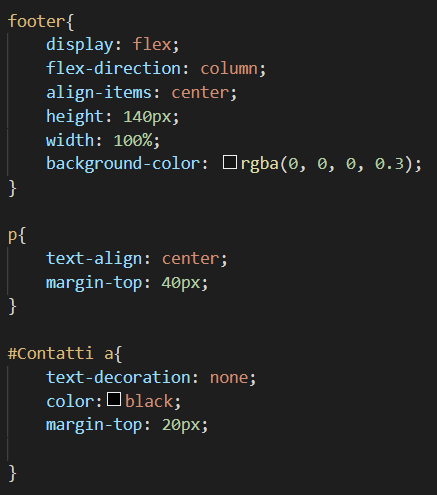 footer{
display: flex;
flex-direction: column;
align-items: center;
height: 140px;
width: 100%;
background-color: rgba(0, 0, 0, 0.3);
}
p{
text-align: center;
margin-top: 40px;
}
#Contatti a{
text-decoration: none;
color: black;
margin-top: 20px;
}